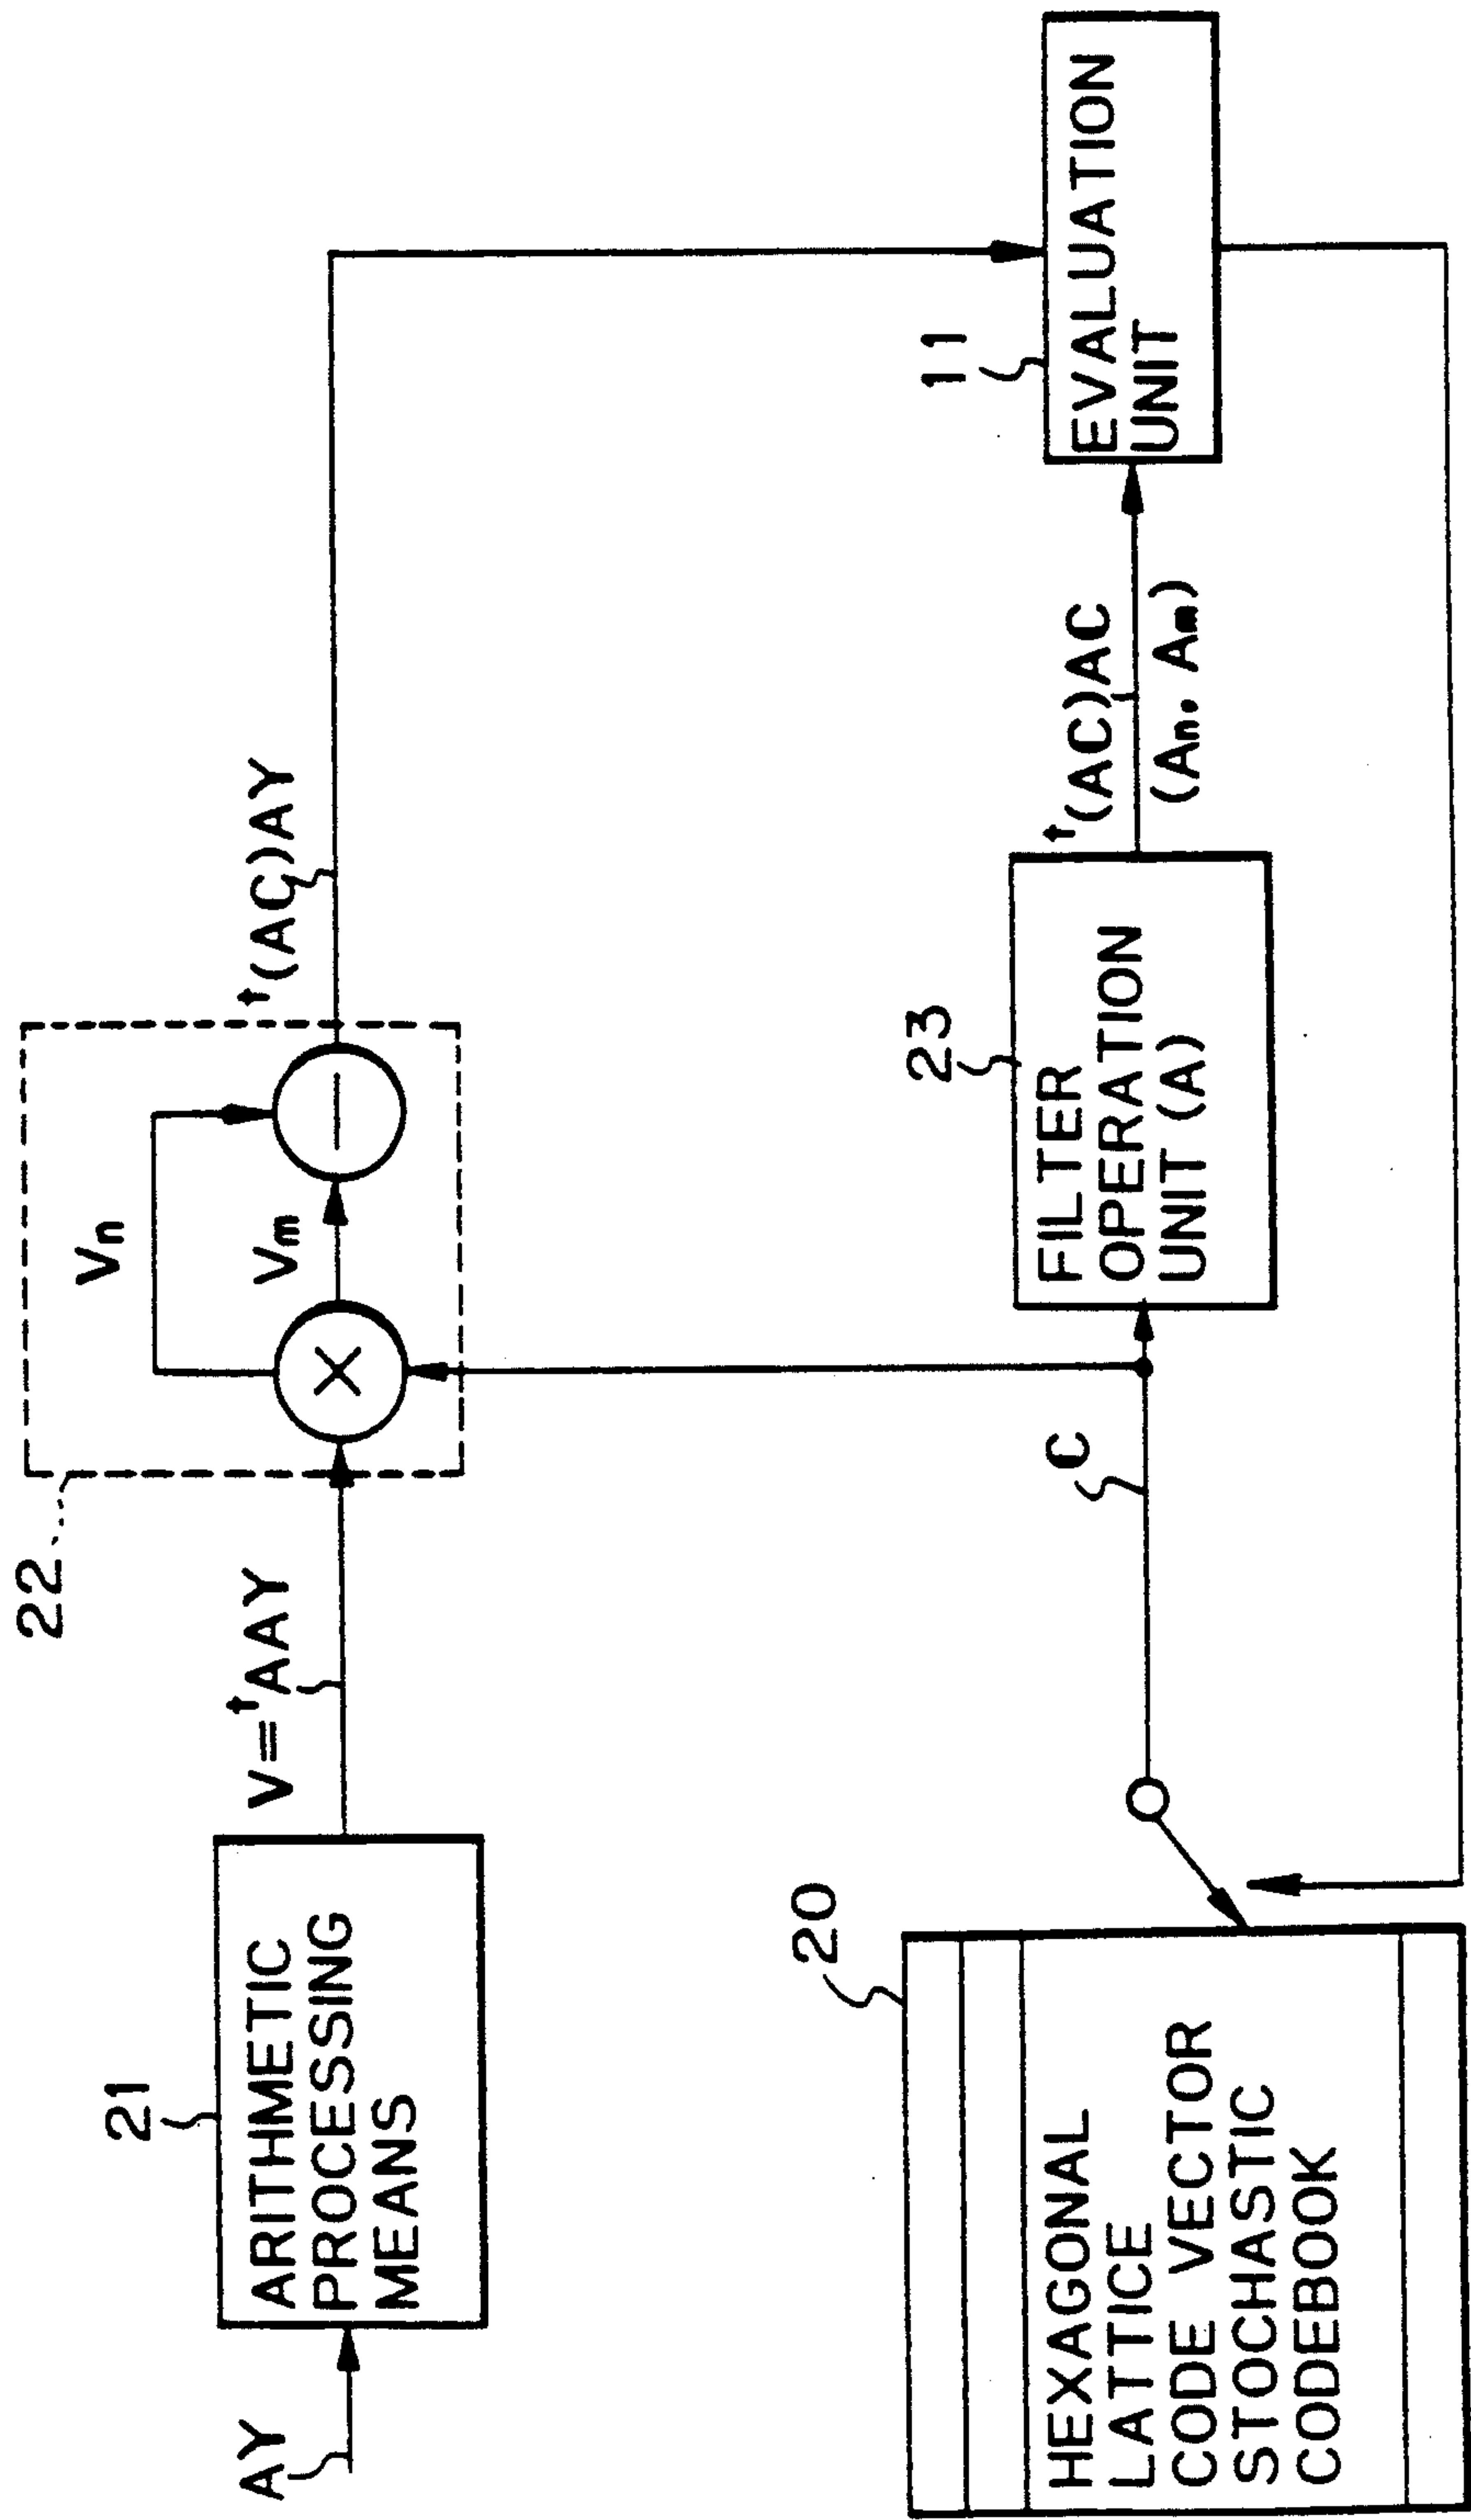 22
Vn
Vm
21
ARITHMETIC
PROCESSING
MEANS
AY
V=ᵗAAY
ᵗ(AC)AY
11
EVALUATION
UNIT
23
FILTER
OPERATION
UNIT (A)
ᵗ(AC)AC
(An, Am)
C
20
HEXAGONAL
LATTICE
CODE VECTOR
STOCHASTIC
CODEBOOK